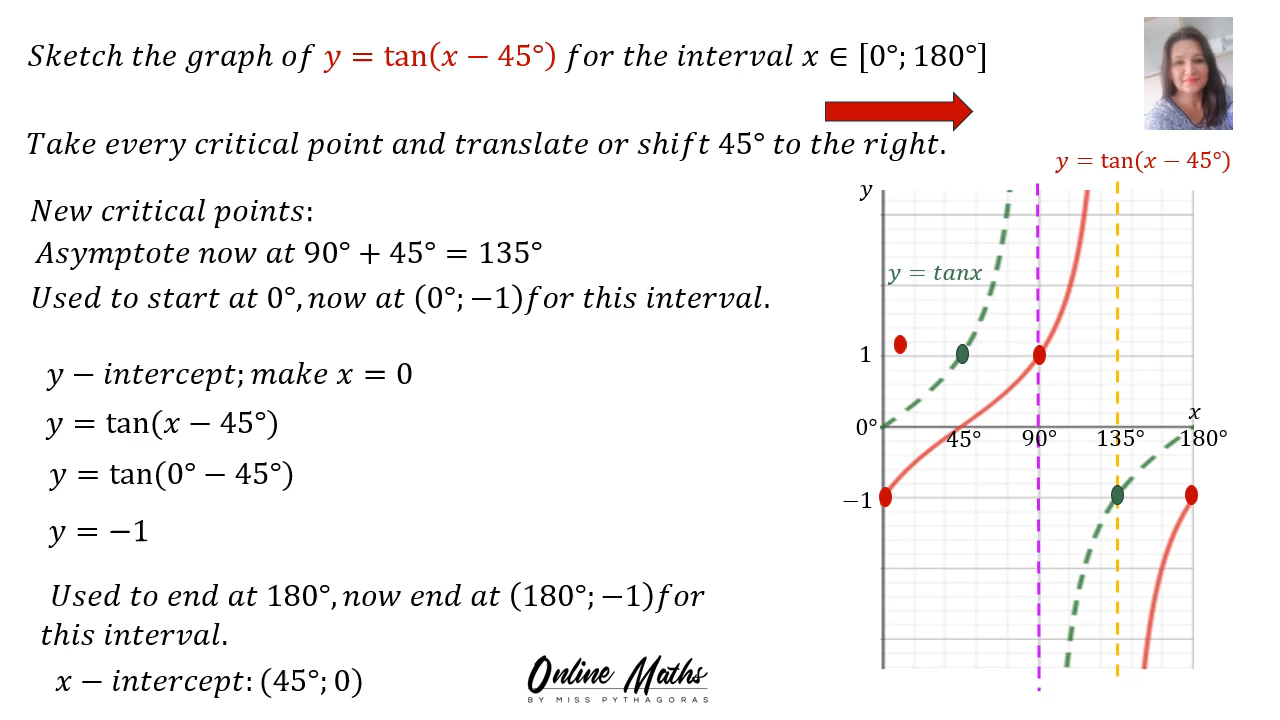 Sketch the graph of y = tan(x − 45°) for the interval x ∈ [0°; 180°]
Take every critical point and translate or shift 45° to the right.
y = tan(x − 45°)
New critical points:
Asymptote now at 90° + 45° = 135°
Used to start at 0°, now at (0°; −1)for this interval.
y − intercept; make x = 0
y = tan(x − 45°)
y = tan(0° − 45°)
y = −1
Used to end at 180°, now end at (180°; −1)for
this interval.
x − intercept: (45°; 0)
y
y = tanx
1
x
0°
45° 90° 135° 180°
−1
Online Maths
BY MISS PYTHAGORAS